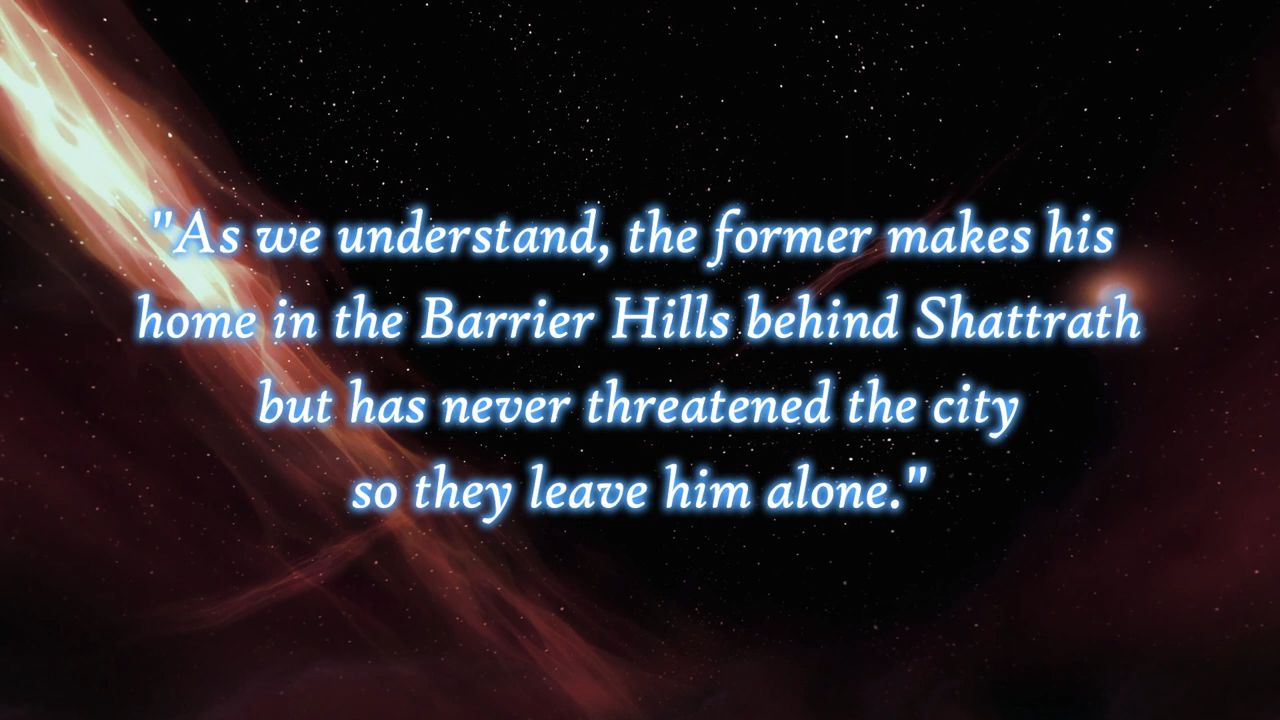 "As we understand, the former makes his
home in the Barrier Hills behind Shattrath
but has never threatened the city
so they leave him alone."